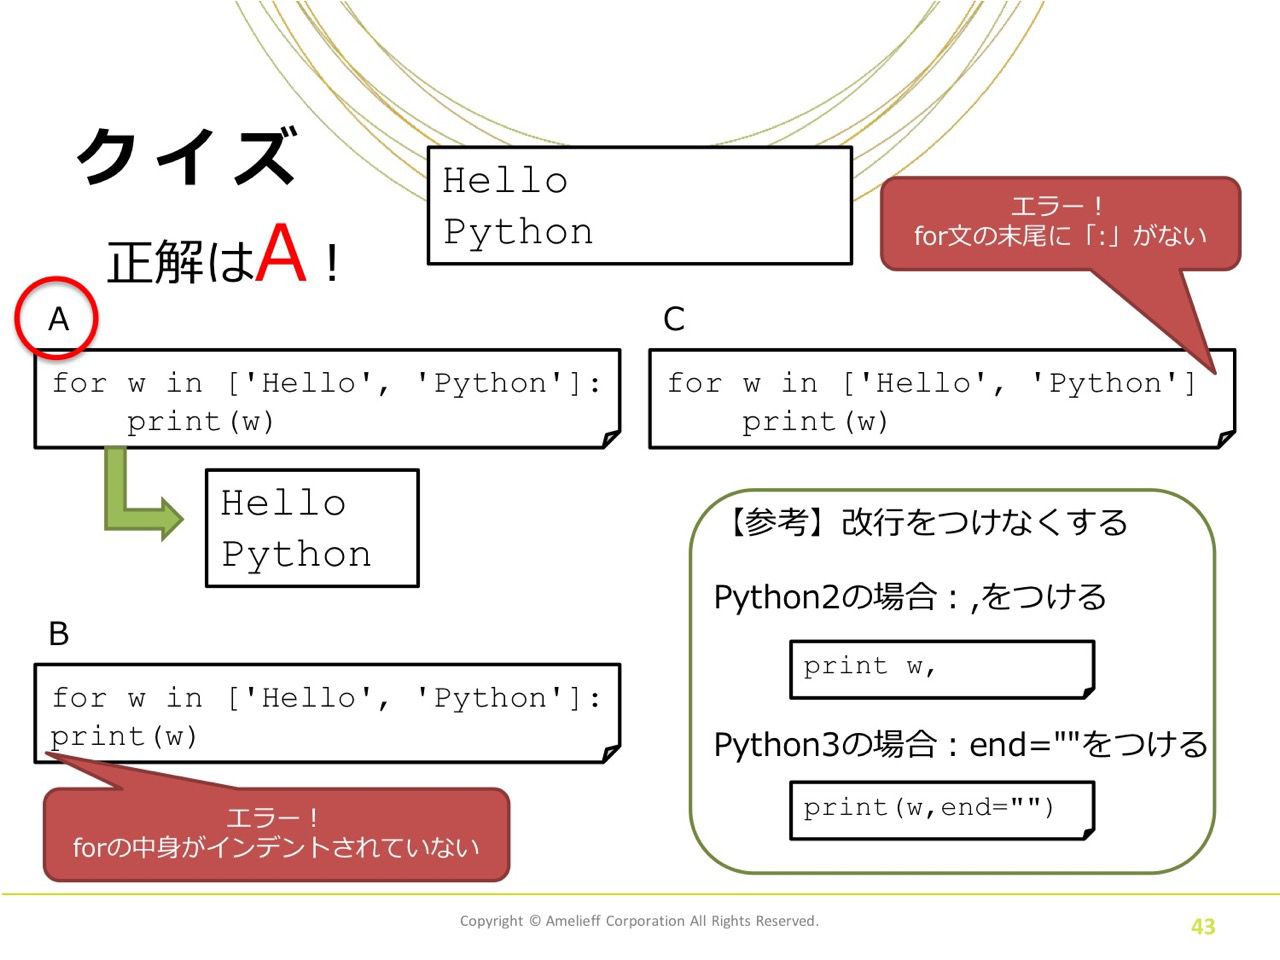 クイズ
正解はA！
Hello
Python
エラー！
for文の末尾に「:」がない
A
for w in ['Hello', 'Python']:
    print(w)
Hello
Python
B
for w in ['Hello', 'Python']:
print(w)
エラー！
forの中身がインデントされていない
C
for w in ['Hello', 'Python']
    print(w)
【参考】改行をつけなくする
Python2の場合：,をつける
print w,
Python3の場合：end=""をつける
print(w,end="")
Copyright © Amelieff Corporation All Rights Reserved.
43